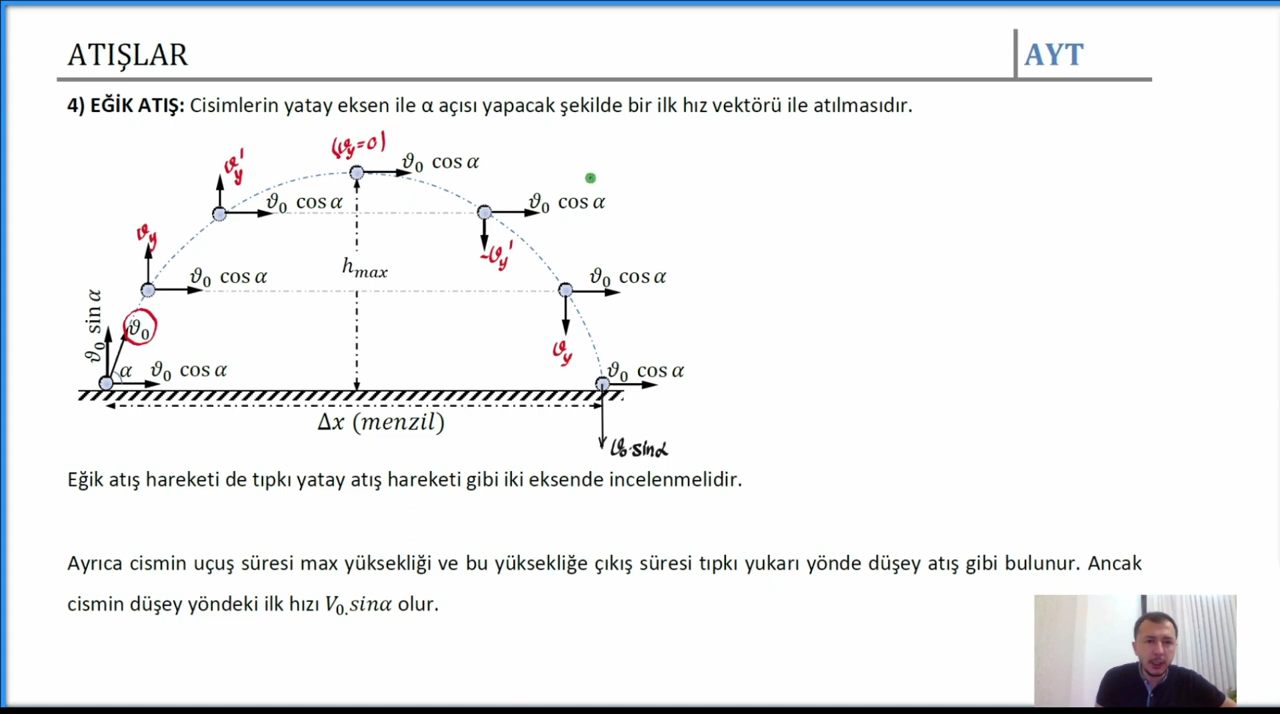 ATIŞLAR
AYT
4) EĞİK ATIŞ: Cisimlerin yatay eksen ile α açısı yapacak şekilde bir ilk hız vektörü ile atılmasıdır.
(ϑy=0)
ϑ0 cos α
ϑy'
ϑ0 cos α
ϑ0 cos α
-ϑy'
ϑy
ϑ0 cos α
hmax
ϑ0 cos α
ϑ0 sin α
ϑ0
ϑy
α
ϑ0 cos α
ϑ0 cos α
Δx (menzil)
ϑ0.sinα
Eğik atış hareketi de tıpkı yatay atış hareketi gibi iki eksende incelenmelidir.
Ayrıca cismin uçuş süresi max yüksekliği ve bu yüksekliğe çıkış süresi tıpkı yukarı yönde düşey atış gibi bulunur. Ancak
cismin düşey yöndeki ilk hızı V0.sinα olur.